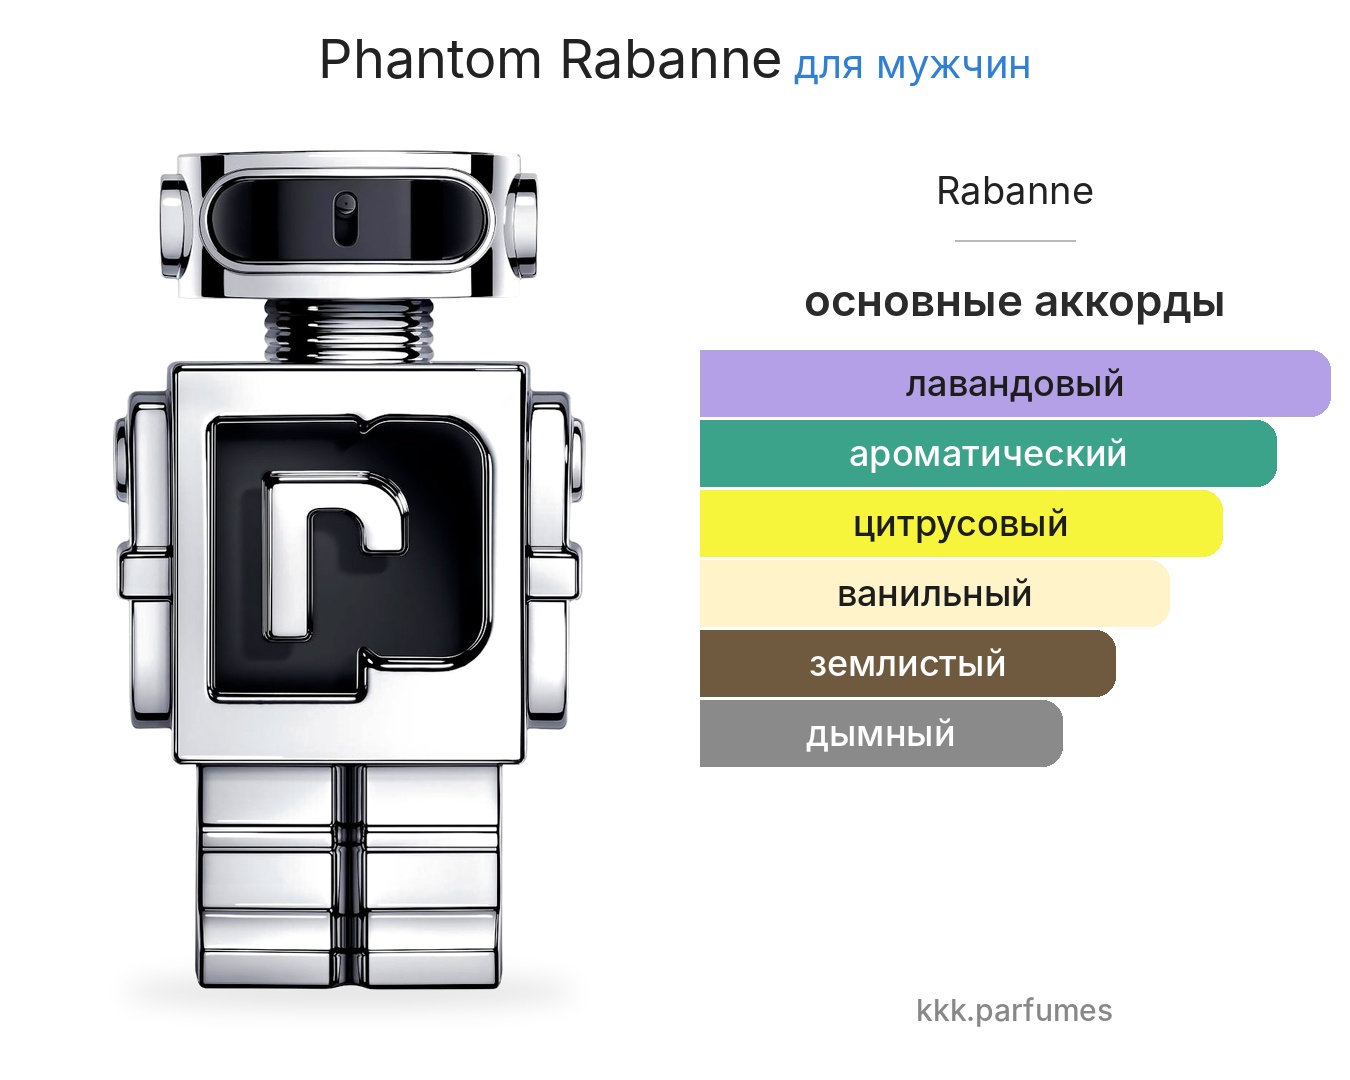 Phantom Rabanne для мужчин
Rabanne
основные аккорды
лавандовый
ароматический
цитрусовый
ванильный
землистый
дымный
r
kkk.parfumes